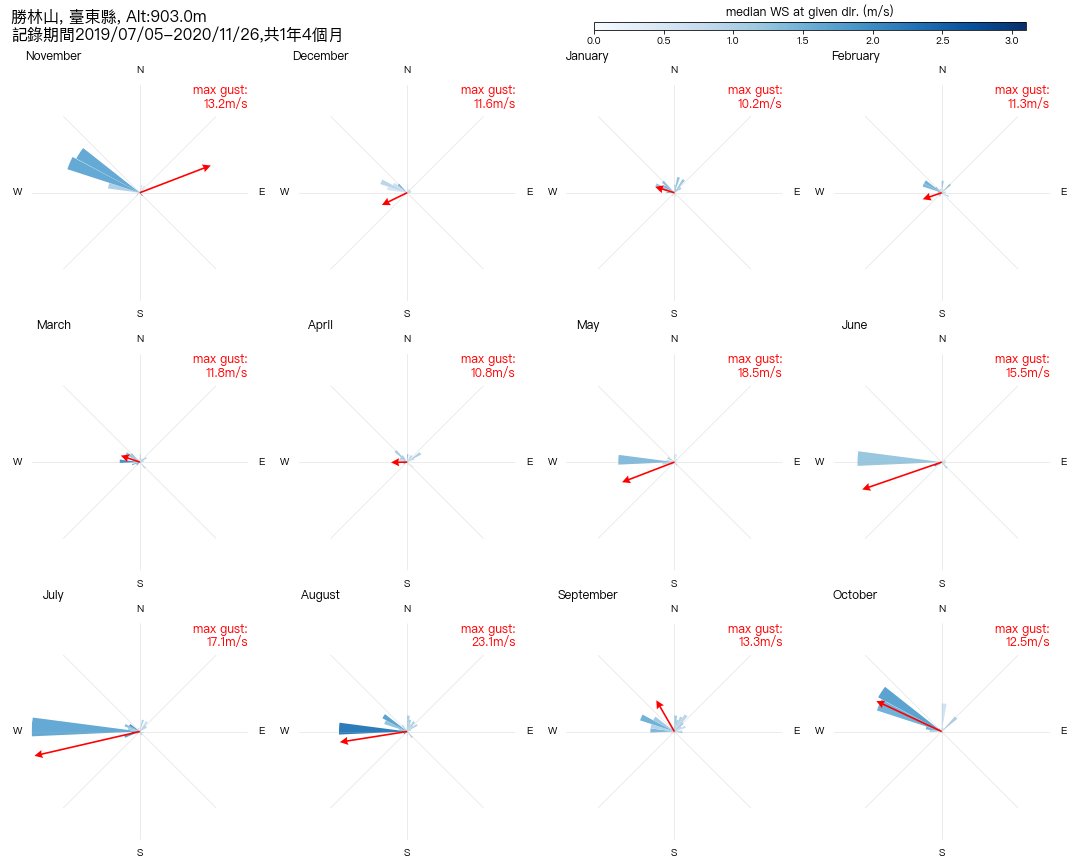 勝林山, 臺東縣, Alt:903.0m
記錄期間2019/07/05–2020/11/26,共1年4個月
median WS at given dir. (m/s)
0.0 0.5 1.0 1.5 2.0 2.5 3.0
November
N
max gust:
13.2m/s
W
E
S
December
N
max gust:
11.6m/s
W
E
S
January
N
max gust:
10.2m/s
W
E
S
February
N
max gust:
11.3m/s
W
E
S
March
N
max gust:
11.8m/s
W
E
S
April
N
max gust:
10.8m/s
W
E
S
May
N
max gust:
18.5m/s
W
E
S
June
N
max gust:
15.5m/s
W
E
S
July
N
max gust:
17.1m/s
W
E
S
August
N
max gust:
23.1m/s
W
E
S
September
N
max gust:
13.3m/s
W
E
S
October
N
max gust:
12.5m/s
W
E
S